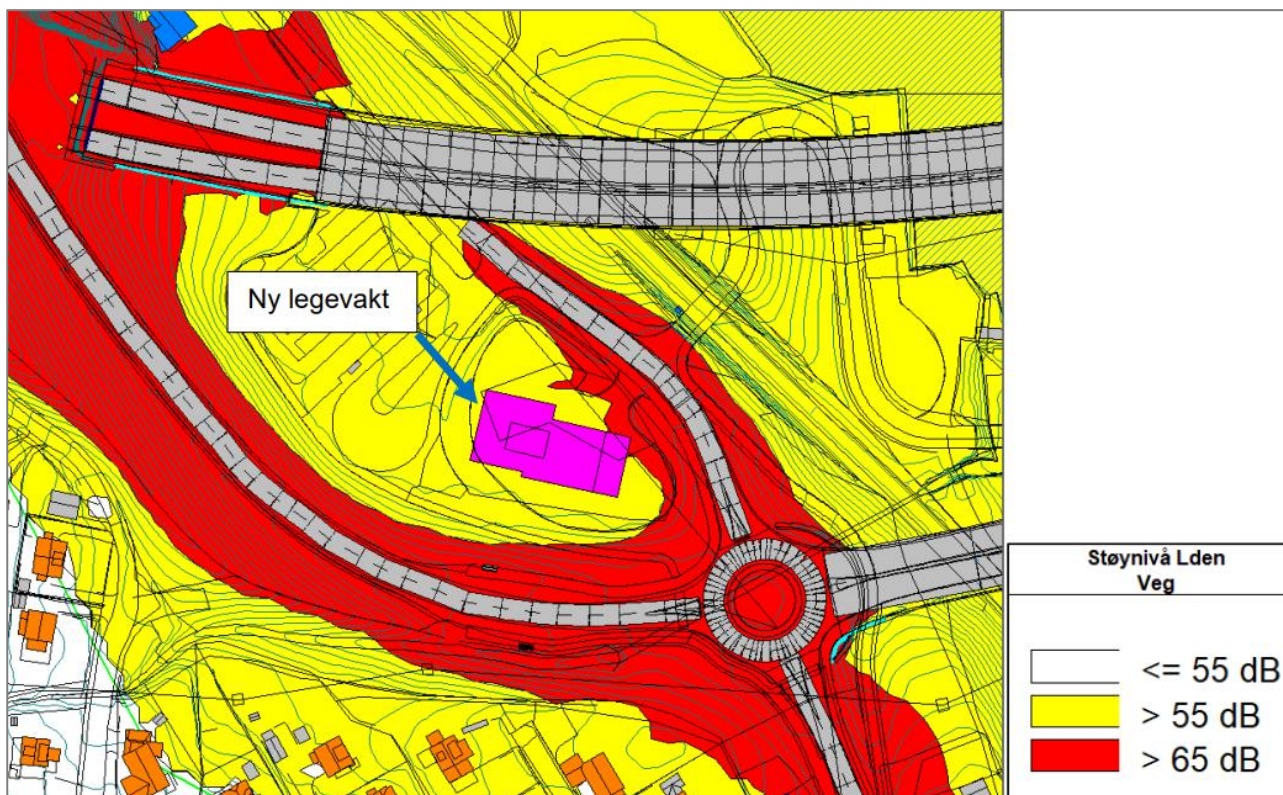 Ny legevakt
Støynivå Lden
Veg
<= 55 dB
> 55 dB
> 65 dB